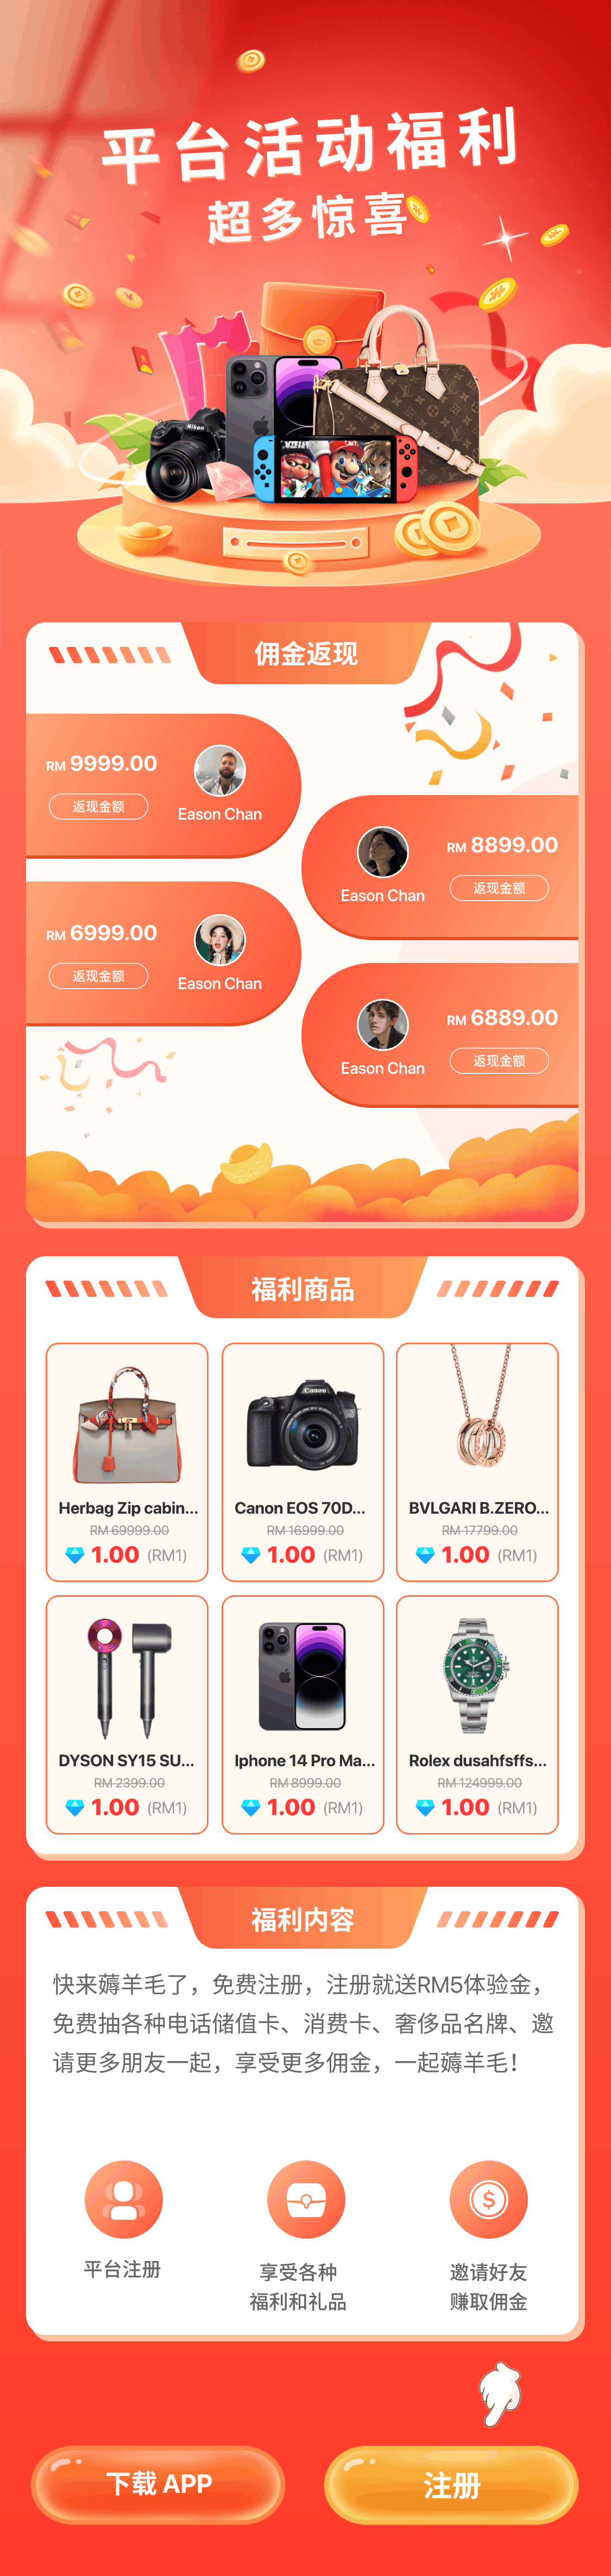 平台活动福利
超多惊喜
Nikon
佣金返现
RM 9999.00
返现金额
Eason Chan
RM 8899.00
返现金额
Eason Chan
RM 6999.00
返现金额
Eason Chan
RM 6889.00
返现金额
Eason Chan
福利商品
Canon
Herbag Zip cabin...
RM 69999.00
1.00 (RM1)
Canon EOS 70D...
RM 16999.00
1.00 (RM1)
BVLGARI B.ZERO...
RM 17799.00
1.00 (RM1)
DYSON SY15 SU...
RM 2399.00
1.00 (RM1)
Iphone 14 Pro Ma...
RM 8999.00
1.00 (RM1)
Rolex dusahfsffs...
RM 124999.00
1.00 (RM1)
福利内容
快来薅羊毛了，免费注册，注册就送RM5体验金，
免费抽各种电话储值卡、消费卡、奢侈品名牌、邀
请更多朋友一起，享受更多佣金，一起薅羊毛！
平台注册
享受各种
福利和礼品
邀请好友
赚取佣金
下载 APP
注册